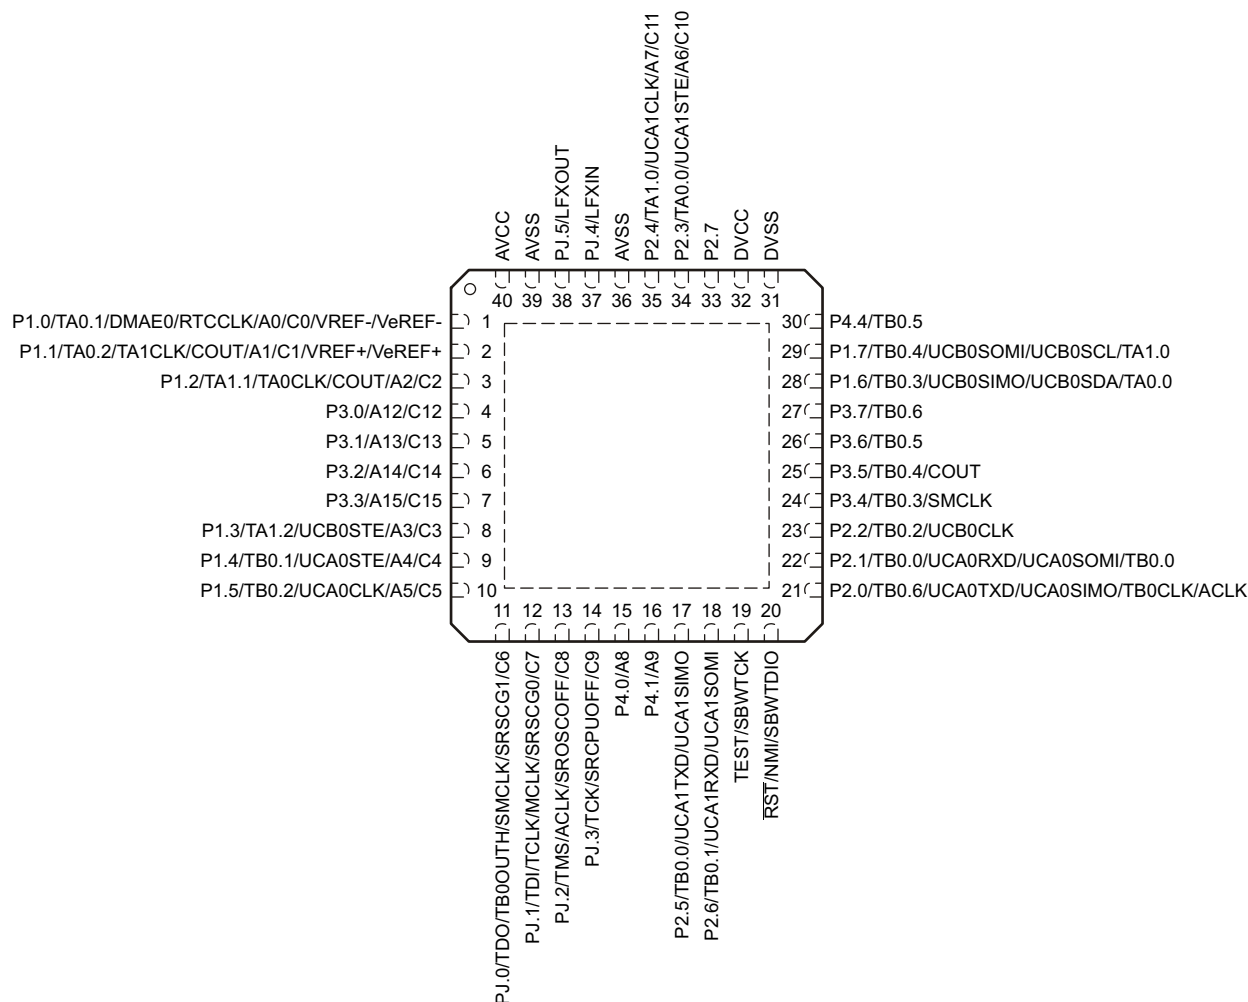 AVCC
AVSS
PJ.5/LFXOUT
PJ.4/LFXIN
AVSS
P2.4/TA1.0/UCA1CLK/A7/C11
P2.3/TA0.0/UCA1STE/A6/C10
P2.7
DVCC
DVSS
40 39 38 37 36 35 34 33 32 31
P1.0/TA0.1/DMAE0/RTCCLK/A0/C0/VREF-/VeREF- 1 30 P4.4/TB0.5
P1.1/TA0.2/TA1CLK/COUT/A1/C1/VREF+/VeREF+ 2 29 P1.7/TB0.4/UCB0SOMI/UCB0SCL/TA1.0
P1.2/TA1.1/TA0CLK/COUT/A2/C2 3 28 P1.6/TB0.3/UCB0SIMO/UCB0SDA/TA0.0
P3.0/A12/C12 4 27 P3.7/TB0.6
P3.1/A13/C13 5 26 P3.6/TB0.5
P3.2/A14/C14 6 25 P3.5/TB0.4/COUT
P3.3/A15/C15 7 24 P3.4/TB0.3/SMCLK
P1.3/TA1.2/UCB0STE/A3/C3 8 23 P2.2/TB0.2/UCB0CLK
P1.4/TB0.1/UCA0STE/A4/C4 9 22 P2.1/TB0.0/UCA0RXD/UCA0SOMI/TB0.0
P1.5/TB0.2/UCA0CLK/A5/C5 10 21 P2.0/TB0.6/UCA0TXD/UCA0SIMO/TB0CLK/ACLK
11 12 13 14 15 16 17 18 19 20
PJ.0/TDO/TB0OUTH/SMCLK/SRSCG1/C6
PJ.1/TDI/TCLK/MCLK/SRSCG0/C7
PJ.2/TMS/ACLK/SROSCOFF/C8
PJ.3/TCK/SRCPUOFF/C9
P4.0/A8
P4.1/A9
P2.5/TB0.0/UCA1TXD/UCA1SIMO
P2.6/TB0.1/UCA1RXD/UCA1SOMI
TEST/SBWTCK
RST/NMI/SBWTDIO